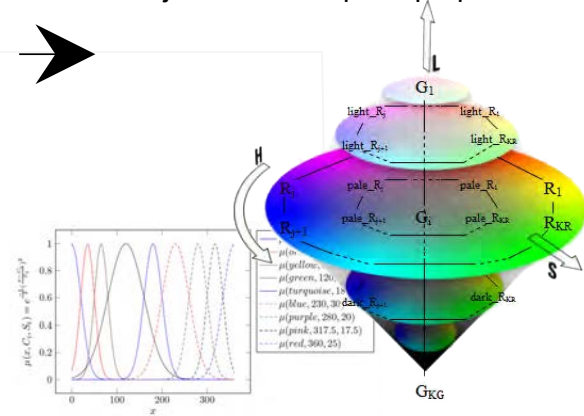 L
G1
light_Rj
light_R1
light_Rj+1
light_RKR
H
Rj
pale_Rj
pale_R1
R1
Rj+1
pale_Rj+1
Gi
pale_RKR
RKR
S
dark_Rj+1
dark_RKR
GKG
1
0.8
0.6
0.4
0.2
0
0
100
200
300
x
(yellow,
(green, 120,
(turquoise, 18
μ(blue, 230, 30
μ(purple, 280, 20)
μ(pink, 317.5, 17.5)
μ(red, 360, 25)